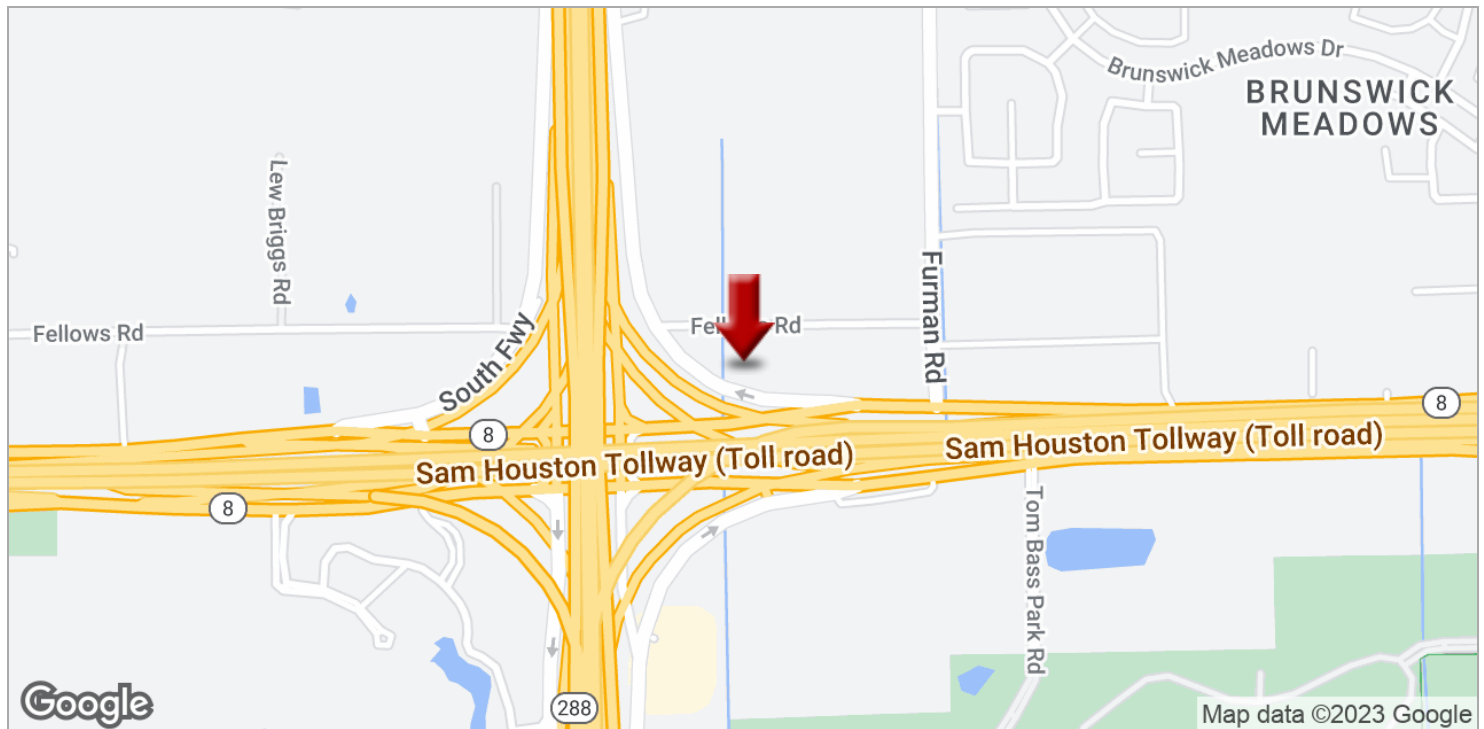 Brunswick Meadows Dr
BRUNSWICK
MEADOWS
Lew Briggs Rd
Furman Rd
Fellows Rd
South Fwy
Rd
8
8
Sam Houston Tollway (Toll road)
Sam Houston Tollway (Toll road)
8
Tom Bass Park Rd
288
Google
Map data ©2023 Google